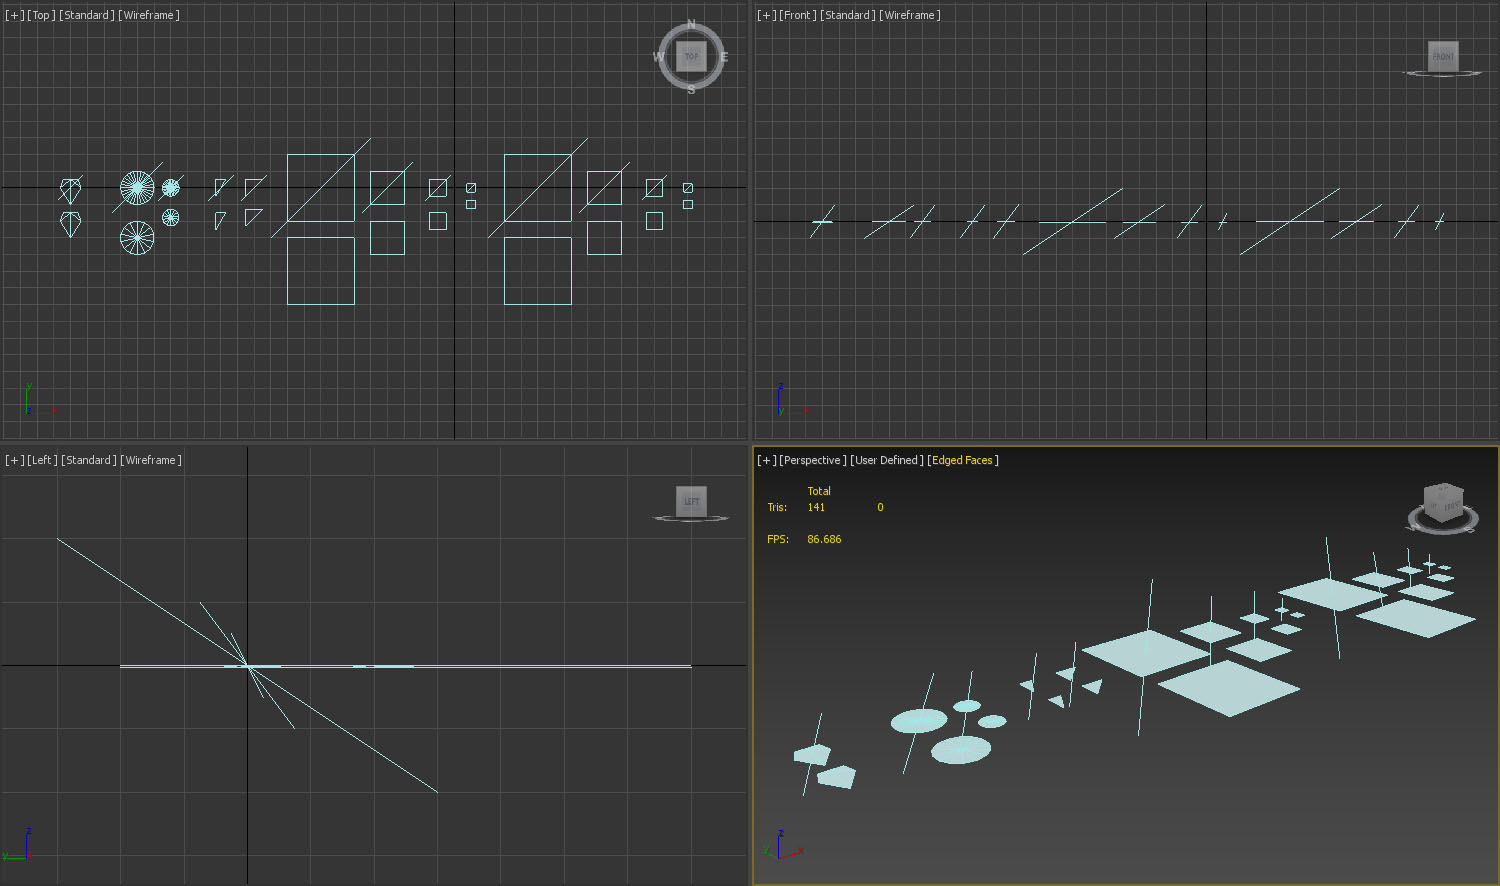 [+] [Top] [Standard] [Wireframe]
N
W TOP E
S
y
z x
[+] [Front] [Standard] [Wireframe]
FRONT
z
y x
[+] [Left] [Standard] [Wireframe]
LEFT
z
y x
[+] [Perspective] [User Defined] [Edged Faces]
Total
Tris: 141 0
FPS: 86.686
FRONT
z
y x